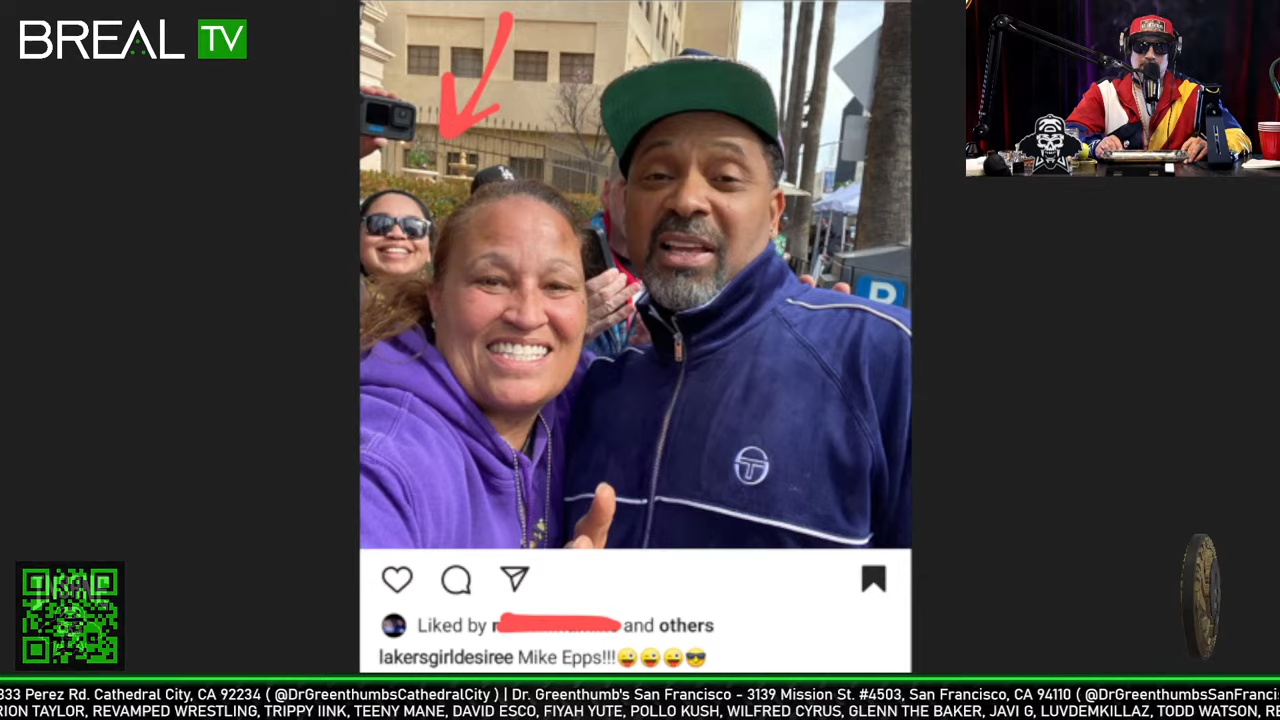 BREAL TV
LA
P
Liked by and others
lakersgirldesiree Mike Epps!!!😜😜😜😎
333 Perez Rd. Cathedral City, CA 92234 ( @DrGreenthumbsCathedralCity ) | Dr. Greenthumb's San Francisco - 3139 Mission St. #4503, San Francisco, CA 94110 ( @DrGreenthumbsSanFranci
RION TAYLOR, REVAMPED WRESTLING, TRIPPY IINK, TEENY MANE, DAVID ESCO, FIYAH YUTE, POLLO KUSH, WILFRED CYRUS, GLENN THE BAKER, JAVI G, LUVDEMKILLAZ, TODD WATSON, RE